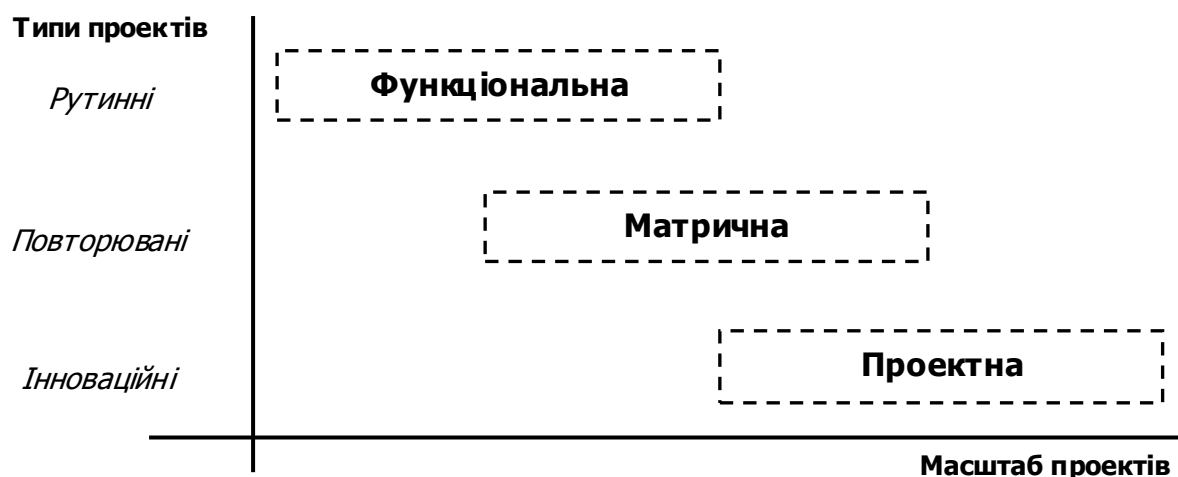 Типи проектів
Функціональна
Рутинні
Матрична
Повторювані
Проектна
Інноваційні
Масштаб проектів